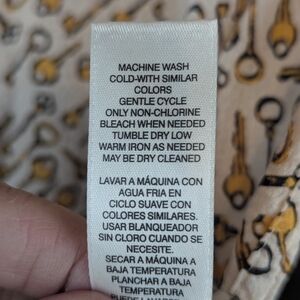 MACHINE WASH
COLD-WITH SIMILAR
COLORS
GENTLE CYCLE
ONLY NON-CHLORINE
BLEACH WHEN NEEDED
TUMBLE DRY LOW
WARM IRON AS NEEDED
MAY BE DRY CLEANED
LAVAR A MÁQUINA CON
AGUA FRIA EN
CICLO SUAVE CON
COLORES SIMILARES.
USAR BLANQUEADOR
SIN CLORO CUANDO SE
NECESITE.
SECAR A MÁQUINA A
BAJA TEMPERATURA
PLANCHAR A BAJA
TEMPERATURA